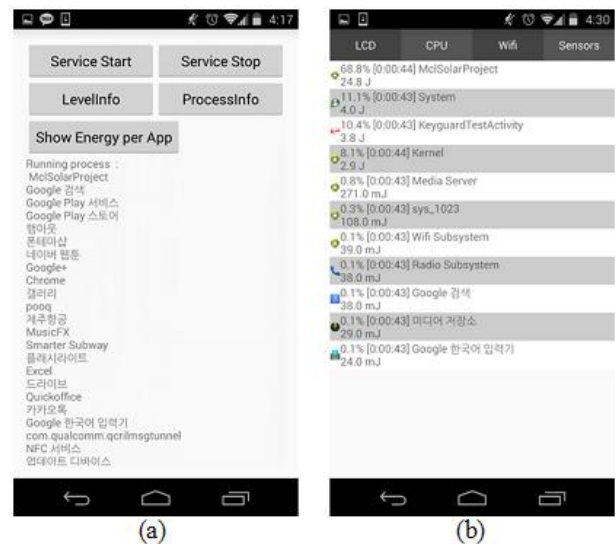 4:17
Service Start
Service Stop
LevelInfo
ProcessInfo
Show Energy per App
Running process :
MclSolarProject
Google 검색
Google Play 서비스
Google Play 스토어
행아웃
폰테마샵
네이버 웹툰
Google+
Chrome
갤러리
pooq
제주항공
MusicFX
Smarter Subway
플래시라이트
Excel
드라이브
Quickoffice
카카오톡
Google 한국어 입력기
com.qualcomm.qcrilmsgtunnel
NFC 서비스
업데이트 디바이스
(a)
4:30
LCD CPU Wifi Sensors
68.8% [0:00:44] MclSolarProject
24.8 J
11.1% [0:00:43] System
4.0 J
10.4% [0:00:43] KeyguardTestActivity
3.8 J
8.1% [0:00:44] Kernel
2.9 J
0.8% [0:00:43] Media Server
271.0 mJ
0.3% [0:00:43] sys_1023
108.0 mJ
0.1% [0:00:43] Wifi Subsystem
39.0 mJ
0.1% [0:00:43] Radio Subsystem
38.0 mJ
0.1% [0:00:43] Google 검색
38.0 mJ
0.1% [0:00:43] 미디어 저장소
29.0 mJ
0.1% [0:00:43] Google 한국어 입력기
24.0 mJ
(b)